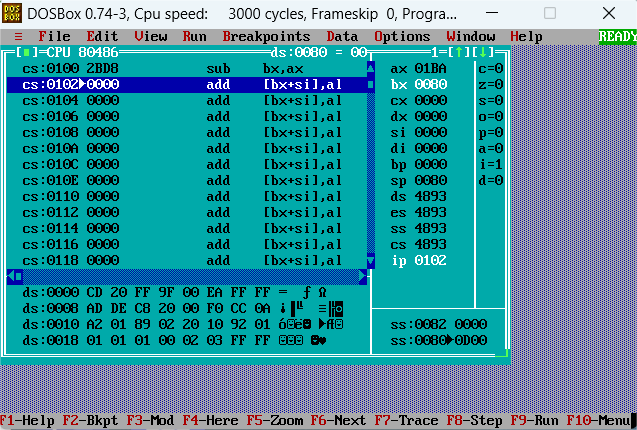 DOSBox 0.74-3, Cpu speed: 3000 cycles, Frameskip 0, Progra...
≡ File Edit View Run Breakpoints Data Options Window Help READY
[■]=CPU 80486 ds:0080 = 00 1=[↑][↓]
cs:0100 2BD8 sub bx,ax ax 01BA c=0
cs:0102►0000 add [bx+si],al bx 0080 z=0
cs:0104 0000 add [bx+si],al cx 0000 s=0
cs:0106 0000 add [bx+si],al dx 0000 o=0
cs:0108 0000 add [bx+si],al si 0000 p=0
cs:010A 0000 add [bx+si],al di 0000 a=0
cs:010C 0000 add [bx+si],al bp 0000 i=1
cs:010E 0000 add [bx+si],al sp 0080 d=0
cs:0110 0000 add [bx+si],al ds 4893
cs:0112 0000 add [bx+si],al es 4893
cs:0114 0000 add [bx+si],al ss 4893
cs:0116 0000 add [bx+si],al cs 4893
cs:0118 0000 add [bx+si],al ip 0102
ds:0000 CD 20 FF 9F 00 EA FF FF = ƒ Ω
ds:0008 AD DE C8 20 00 F0 CC 0A ¡▐╚ ≡╠◙
ds:0010 A2 01 89 02 20 10 92 01 ó☺ë☻ ►Æ☺ ss:0082 0000
ds:0018 01 01 01 00 02 03 FF FF ☺☺☺ ☻♥ ss:0080►0D00
F1-Help F2-Bkpt F3-Mod F4-Here F5-Zoom F6-Next F7-Trace F8-Step F9-Run F10-Menu